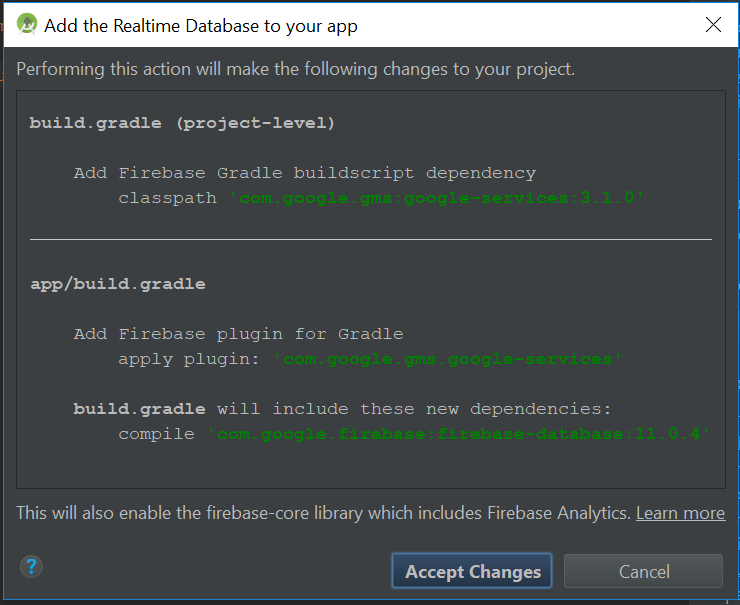 Add the Realtime Database to your app
Performing this action will make the following changes to your project.
build.gradle (project-level)
Add Firebase Gradle buildscript dependency
classpath 'com.google.gms:google-services:3.1.0'
app/build.gradle
Add Firebase plugin for Gradle
apply plugin: 'com.google.gms.google-services'
build.gradle will include these new dependencies:
compile 'com.google.firebase:firebase-database:11.0.4'
This will also enable the firebase-core library which includes Firebase Analytics. Learn more
? Accept Changes Cancel